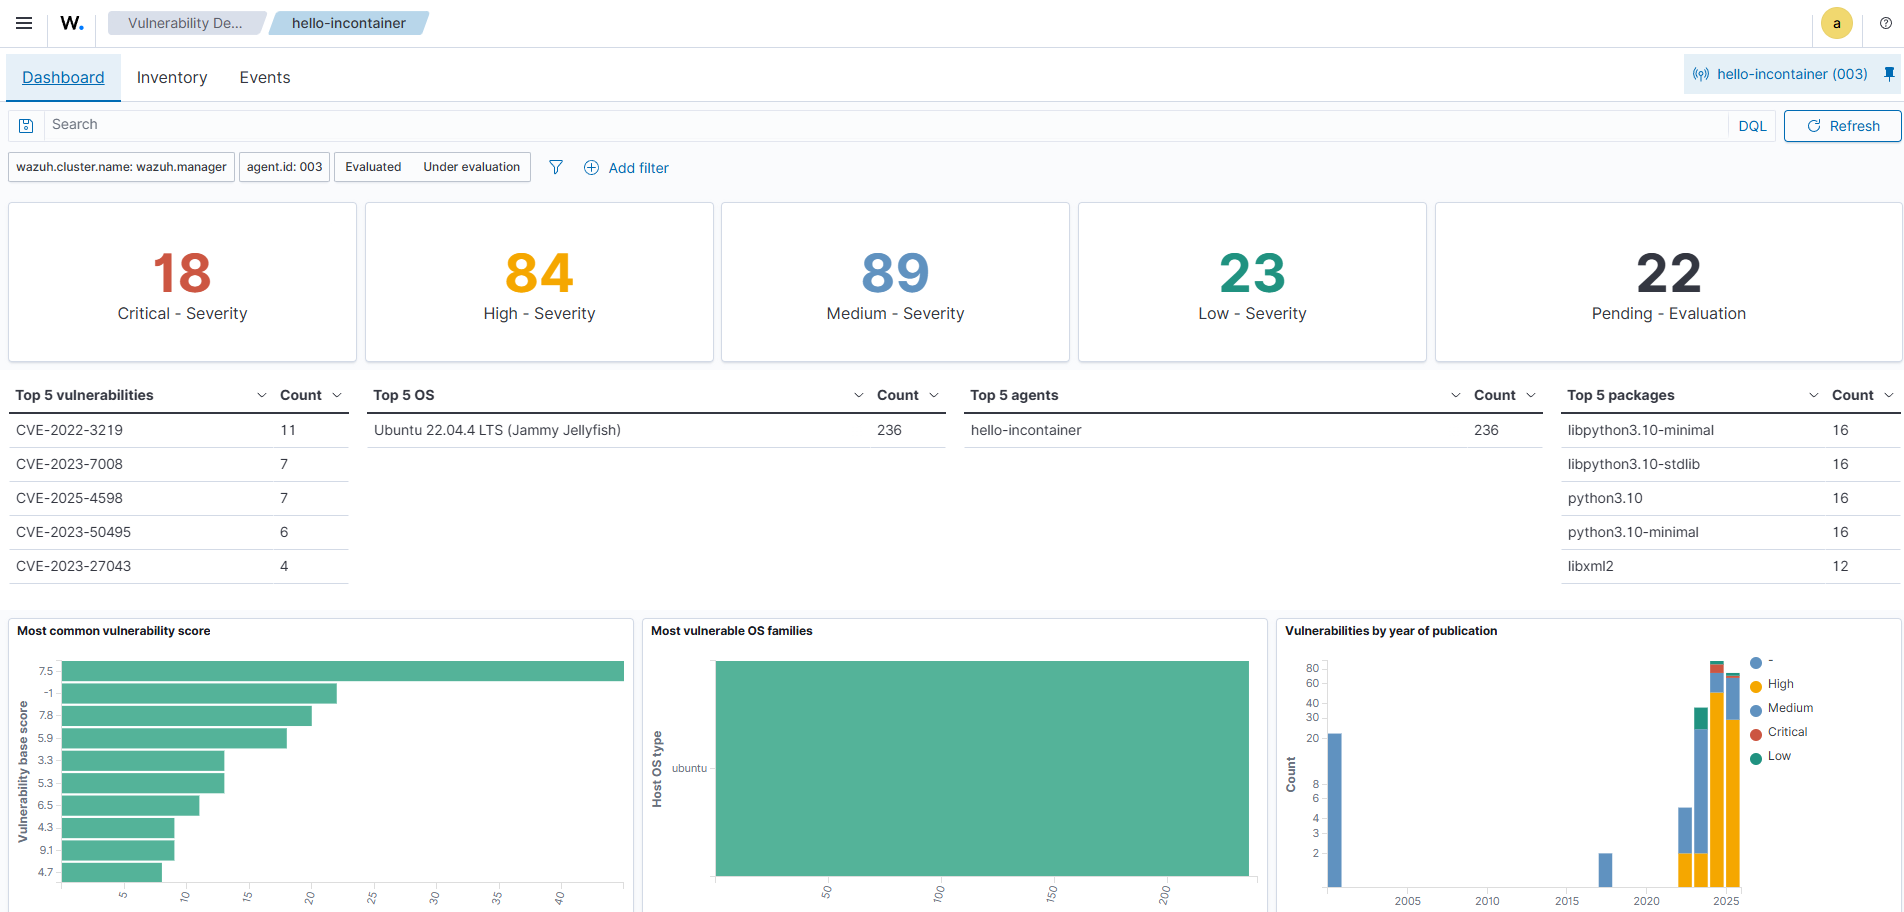 W.
Vulnerability De...
hello-incontainer
a
Dashboard
Inventory
Events
hello-incontainer (003)
Search
DQL
Refresh
wazuh.cluster.name: wazuh.manager
agent.id: 003
Evaluated
Under evaluation
Add filter
18
Critical - Severity
84
High - Severity
89
Medium - Severity
23
Low - Severity
22
Pending - Evaluation
Top 5 vulnerabilities Count
CVE-2022-3219 11
CVE-2023-7008 7
CVE-2025-4598 7
CVE-2023-50495 6
CVE-2023-27043 4
Top 5 OS Count
Ubuntu 22.04.4 LTS (Jammy Jellyfish) 236
Top 5 agents Count
hello-incontainer 236
Top 5 packages Count
libpython3.10-minimal 16
libpython3.10-stdlib 16
python3.10 16
python3.10-minimal 16
libxml2 12
Most common vulnerability score
Vulnerability base score
7.5
-1
7.8
5.9
3.3
5.3
6.5
4.3
9.1
4.7
5 10 15 20 25 30 35 40
Most vulnerable OS families
Host OS type
ubuntu
50 100 150 200
Vulnerabilities by year of publication
Count
80
60
40
30
20
8
6
4
3
2
2005 2010 2015 2020 2025
-
High
Medium
Critical
Low